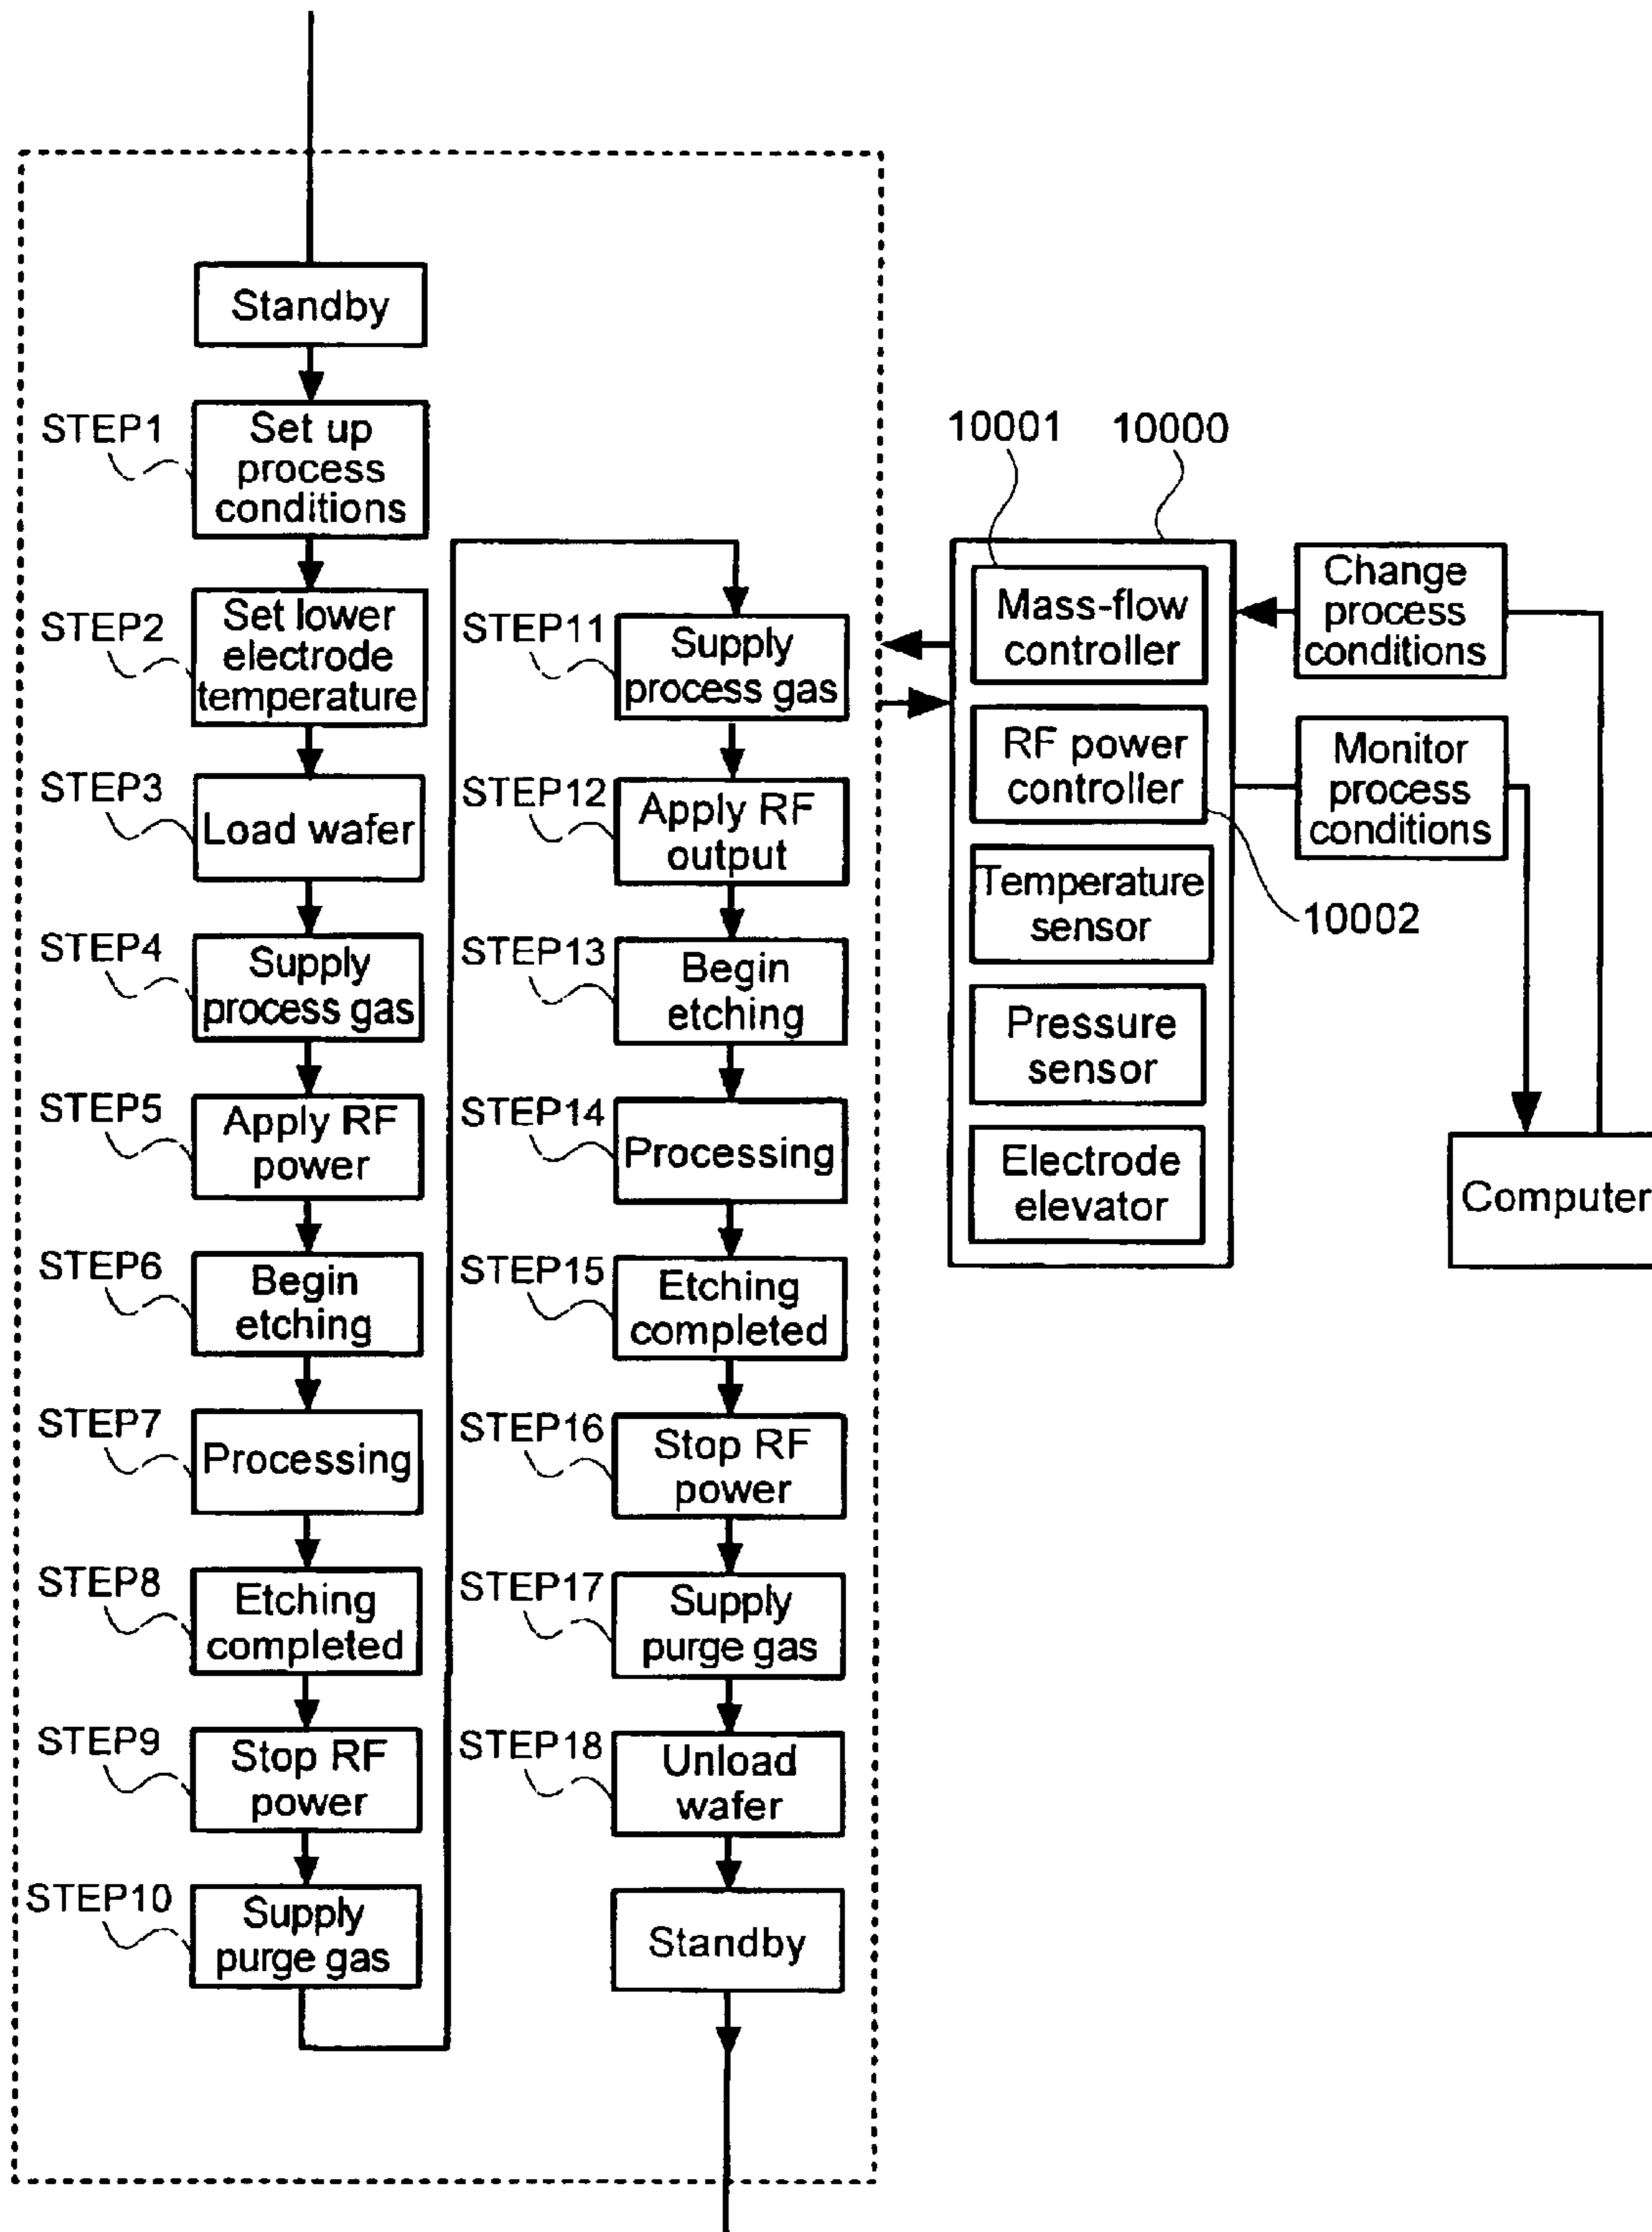 Standby
STEP1
Set up
process
conditions
STEP2
Set lower
electrode
temperature
STEP3
Load wafer
STEP4
Supply
process gas
STEP5
Apply RF
power
STEP6
Begin
etching
STEP7
Processing
STEP8
Etching
completed
STEP9
Stop RF
power
STEP10
Supply
purge gas
STEP11
Supply
process gas
STEP12
Apply RF
output
STEP13
Begin
etching
STEP14
Processing
STEP15
Etching
completed
STEP16
Stop RF
power
STEP17
Supply
purge gas
STEP18
Unload
wafer
Standby
10001
10000
Mass-flow
controller
RF power
controller
10002
Temperature
sensor
Pressure
sensor
Electrode
elevator
Change
process
conditions
Monitor
process
conditions
Computer